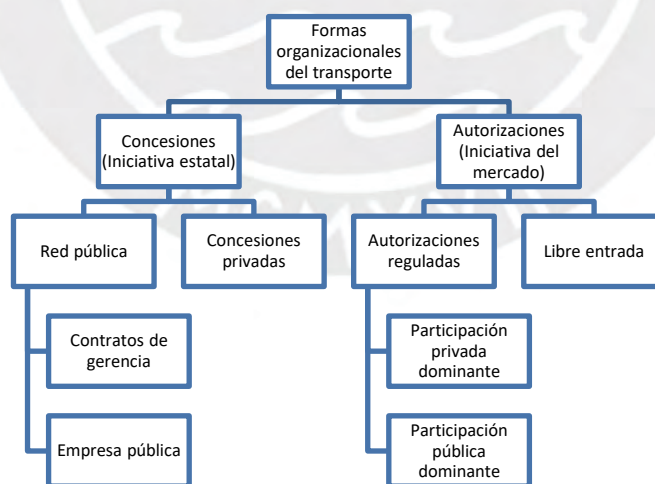 Formas
organizacionales
del transporte
Concesiones
(Iniciativa estatal)
Autorizaciones
(Iniciativa del
mercado)
Red pública
Concesiones
privadas
Autorizaciones
reguladas
Libre entrada
Contratos de
gerencia
Participación
privada
dominante
Empresa pública
Participación
pública
dominante